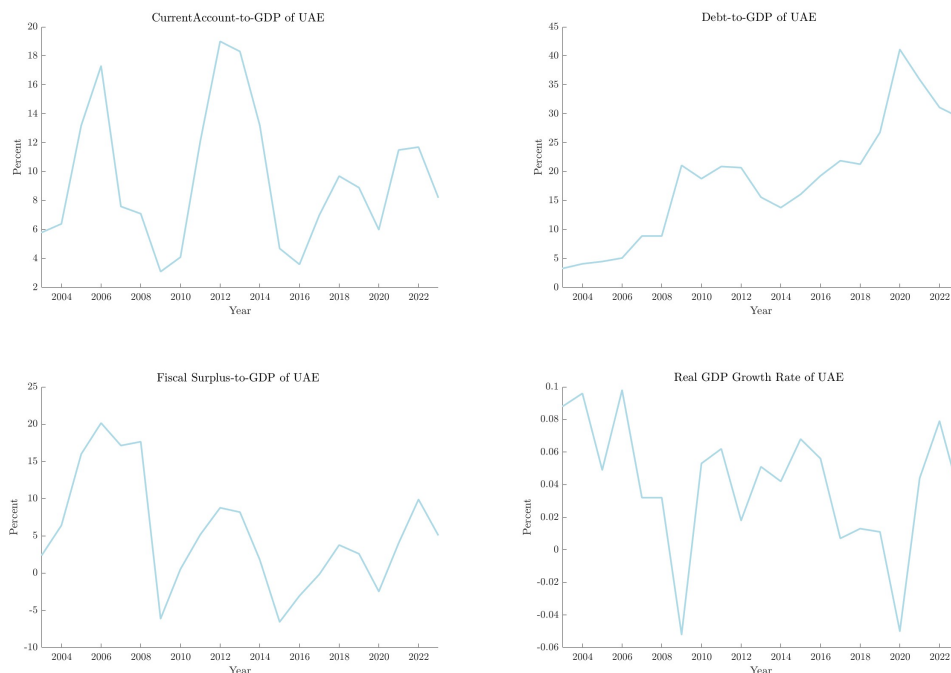 CurrentAccount-to-GDP of UAE
20
18
16
14
12
10
8
6
4
2
Percent
2004 2006 2008 2010 2012 2014 2016 2018 2020 2022
Year
Debt-to-GDP of UAE
45
40
35
30
25
20
15
10
5
0
Percent
2004 2006 2008 2010 2012 2014 2016 2018 2020 2022
Year
Fiscal Surplus-to-GDP of UAE
25
20
15
10
5
0
-5
-10
Percent
2004 2006 2008 2010 2012 2014 2016 2018 2020 2022
Year
Real GDP Growth Rate of UAE
0.1
0.08
0.06
0.04
0.02
0
-0.02
-0.04
-0.06
Percent
2004 2006 2008 2010 2012 2014 2016 2018 2020 2022
Year